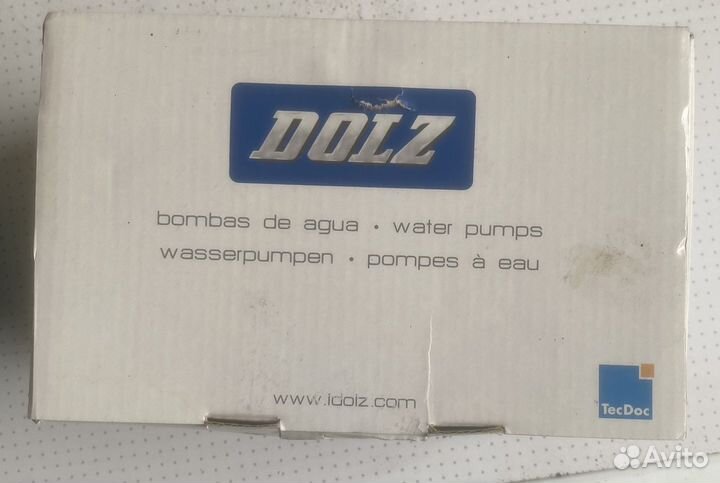 DOLZ
bombas de agua • water pumps
wasserpumpen • pompes à eau
www.idolz.com
TecDoc
Avito